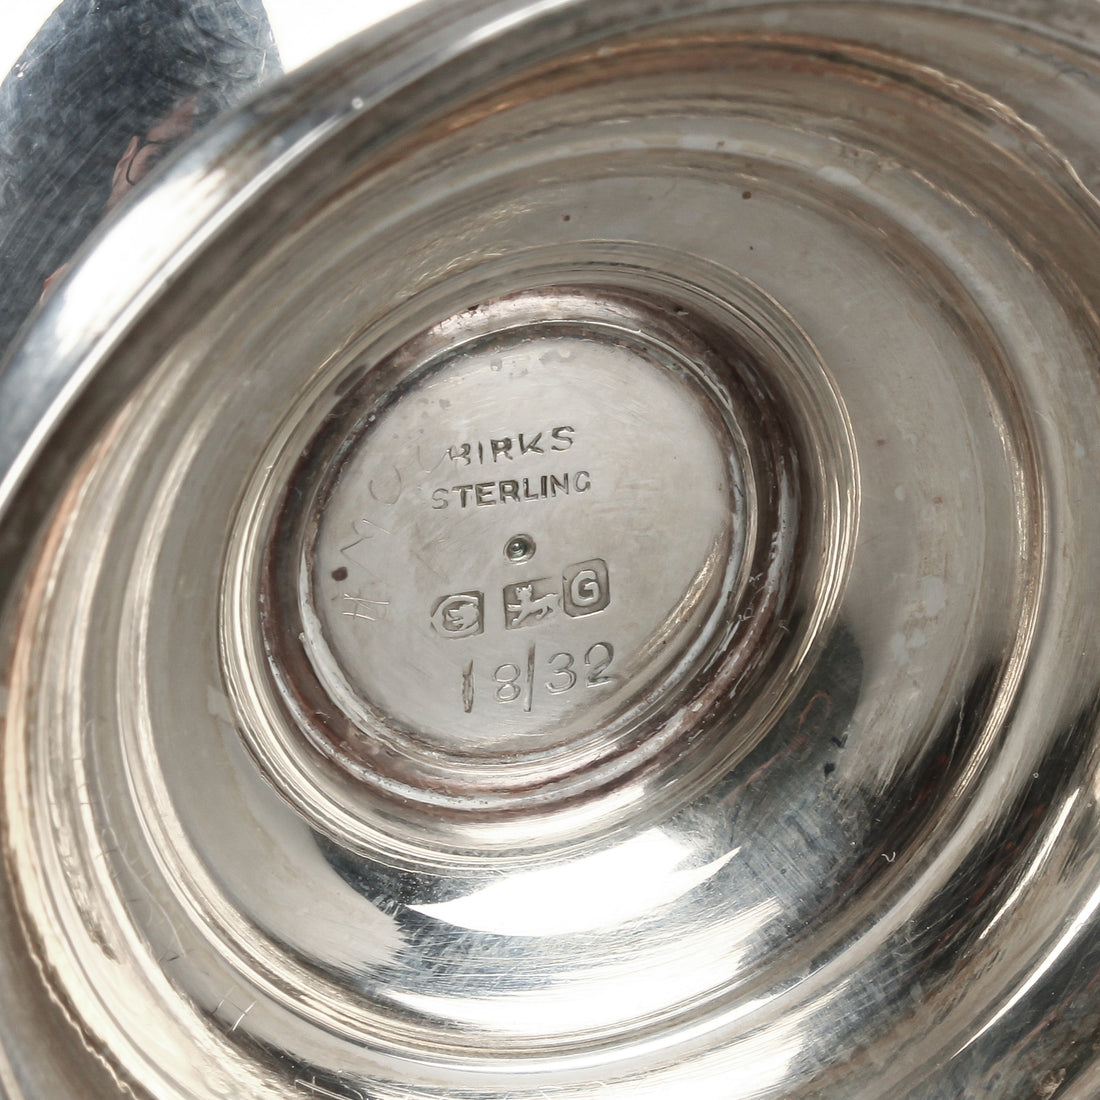 BIRKS
STERLING
E G
18/32